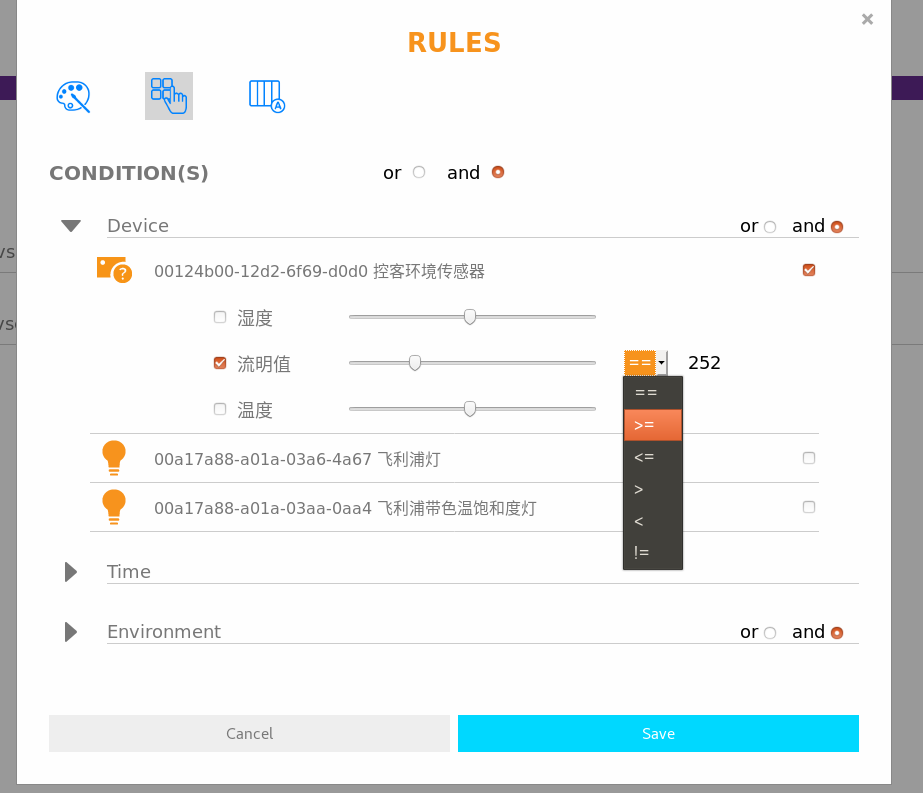 ×
RULES
A
CONDITION(S) or and
Device or and
? 00124b00-12d2-6f69-d0d0 控客环境传感器
湿度
流明值 == 252
==
>=
温度
<=
00a17a88-a01a-03a6-4a67 飞利浦灯
>
00a17a88-a01a-03aa-0aa4 飞利浦带色温饱和度灯
<
!=
Time
Environment or and
Cancel Save